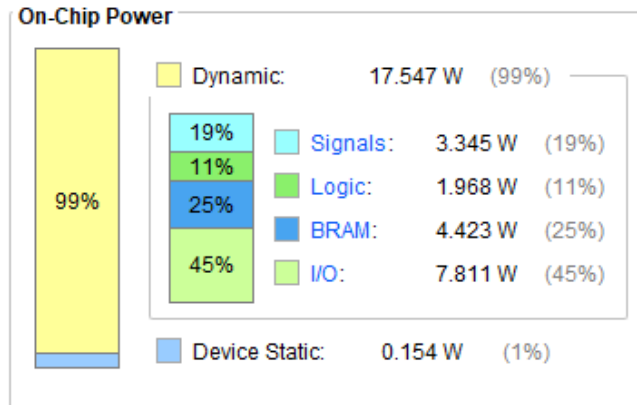 On-Chip Power
Dynamic: 17.547 W (99%)
99%
19% Signals: 3.345 W (19%)
11% Logic: 1.968 W (11%)
25% BRAM: 4.423 W (25%)
45% I/O: 7.811 W (45%)
Device Static: 0.154 W (1%)